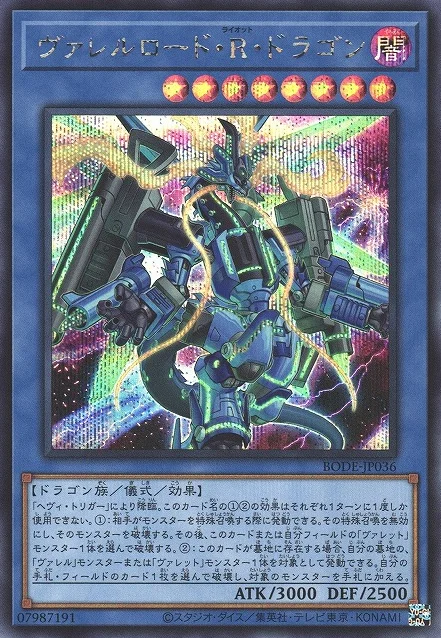 ライオット
ヴァレルロード・R・ドラゴン
闇
BODE-JP036
【ドラゴン族／儀式／効果】
「ヘヴィ・トリガー」により降臨。このカード名の①②の効果はそれぞれ1ターンに1度しか
使用できない。①：相手がモンスターを特殊召喚する際に発動できる。その特殊召喚を無効
にし、そのモンスターを破壊する。その後、このカードまたは自分フィールドの「ヴァレット」
モンスター1体を選んで破壊する。②：このカードが墓地に存在する場合、自分の墓地の、
「ヴァレル」モンスターまたは「ヴァレット」モンスター1体を対象として発動できる。自分の
手札・フィールドのカード1枚を選んで破壊し、対象のモンスターを手札に加える。
ATK/3000 DEF/2500
07987191
©スタジオ・ダイス／集英社・テレビ東京・KONAMI